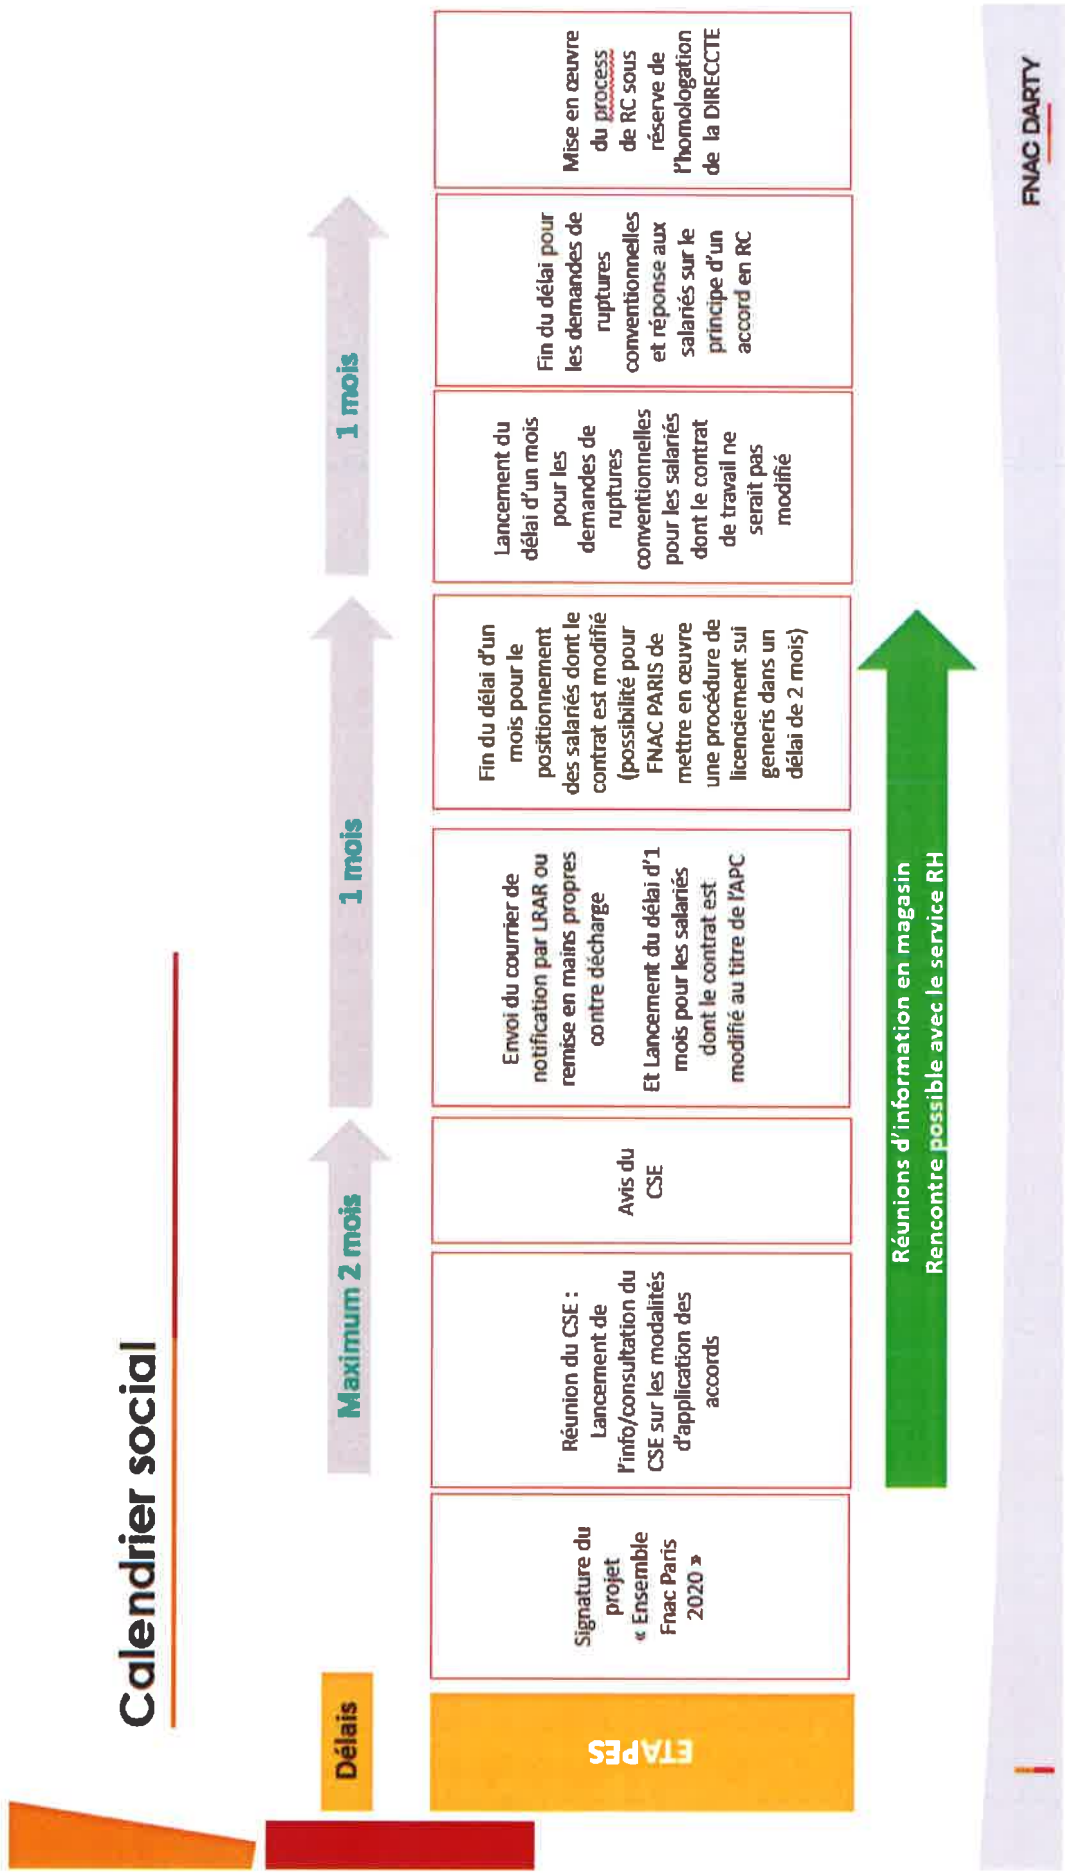 Calendrier social
Délais
Maximum 2 mois
1 mois
1 mois
ETAPES
Signature du
projet
« Ensemble
Fnac Paris
2020 »
Réunion du CSE :
Lancement de
l'info/consultation du
CSE sur les modalités
d'application des
accords
Avis du
CSE
Envoi du courrier de
notification par LRAR ou
remise en mains propres
contre décharge
Et Lancement du délai d'1
mois pour les salariés
dont le contrat est
modifié au titre de l'APC
Fin du délai d'un
mois pour le
positionnement
des salariés dont le
contrat est modifié
(possibilité pour
FNAC PARIS de
mettre en œuvre
une procédure de
licenciement sui
generis dans un
délai de 2 mois)
Lancement du
délai d'un mois
pour les
demandes de
ruptures
conventionnelles
pour les salariés
dont le contrat
de travail ne
serait pas
modifié
Fin du délai pour
les demandes de
ruptures
conventionnelles
et réponse aux
salariés sur le
principe d'un
accord en RC
Mise en œuvre
du process
de RC sous
réserve de
l'homologation
de la DIRECCTE
Réunions d'information en magasin
Rencontre possible avec le service RH
FNAC DARTY